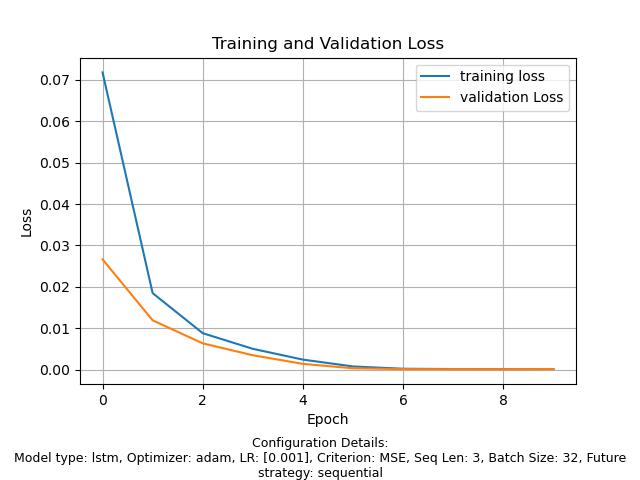 Training and Validation Loss
training loss
validation Loss
0.07
0.06
0.05
0.04
0.03
0.02
0.01
0.00
Loss
0 2 4 6 8
Epoch
Configuration Details:
Model type: lstm, Optimizer: adam, LR: [0.001], Criterion: MSE, Seq Len: 3, Batch Size: 32, Future
strategy: sequential